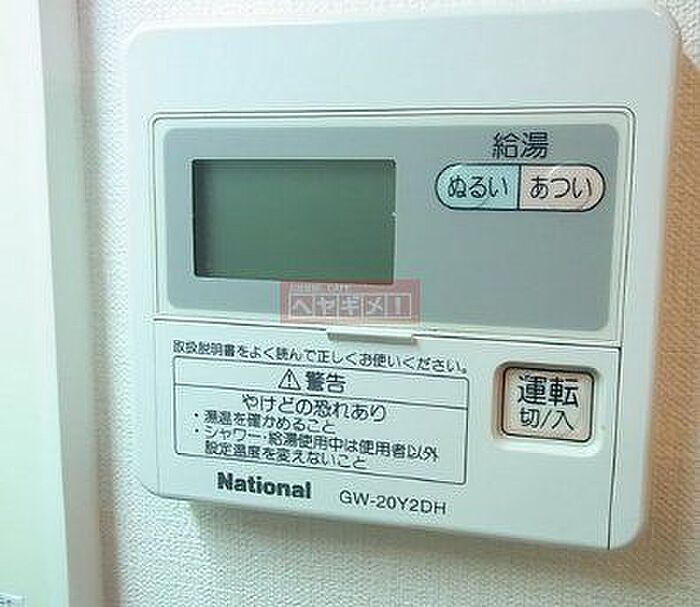 給湯
ぬるい あつい
ヘヤギメ!
取扱説明書をよく読んで正しくお使いください。
⚠警告
やけどの恐れあり
・湯温を確かめること
・シャワー・給湯使用中は使用者以外
設定温度を変えないこと
運転
切/入
National GW-20Y2DH